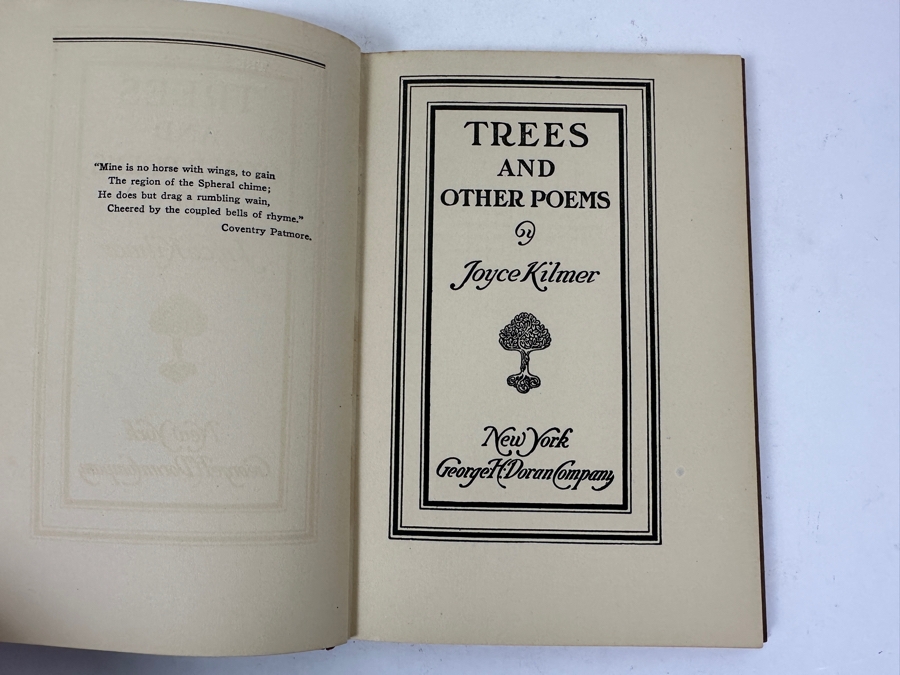 "Mine is no horse with wings, to gain
The region of the Spheral chime;
He does but drag a rumbling wain,
Cheered by the coupled bells of rhyme."
Coventry Patmore.
TREES
AND
OTHER POEMS
by
Joyce Kilmer
New York
George H. Doran Company